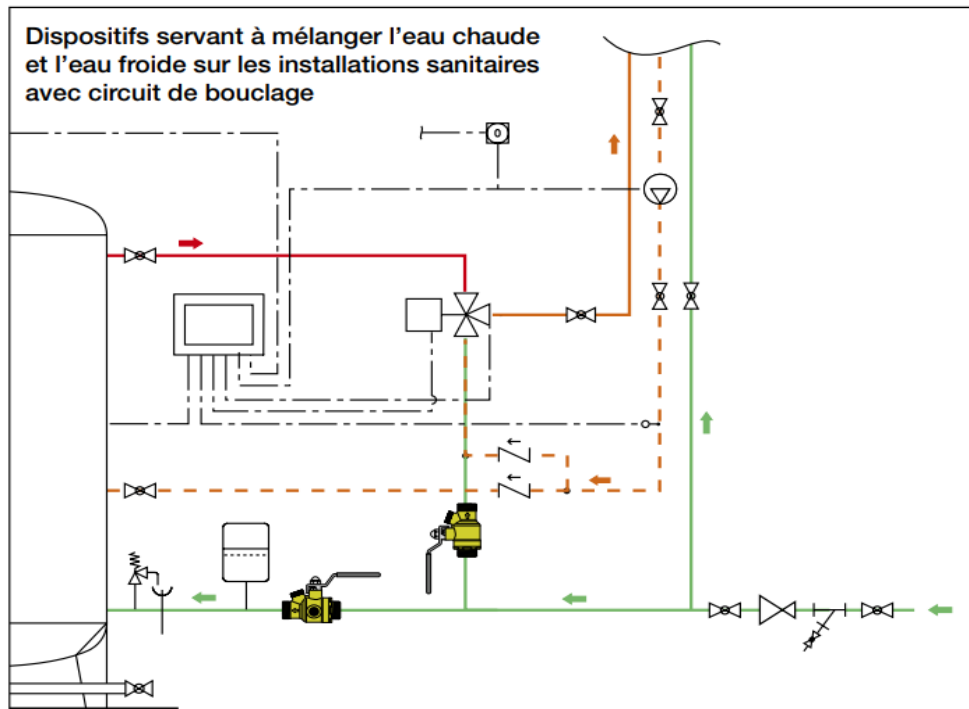 Dispositifs servant à mélanger l’eau chaude
et l’eau froide sur les installations sanitaires
avec circuit de bouclage